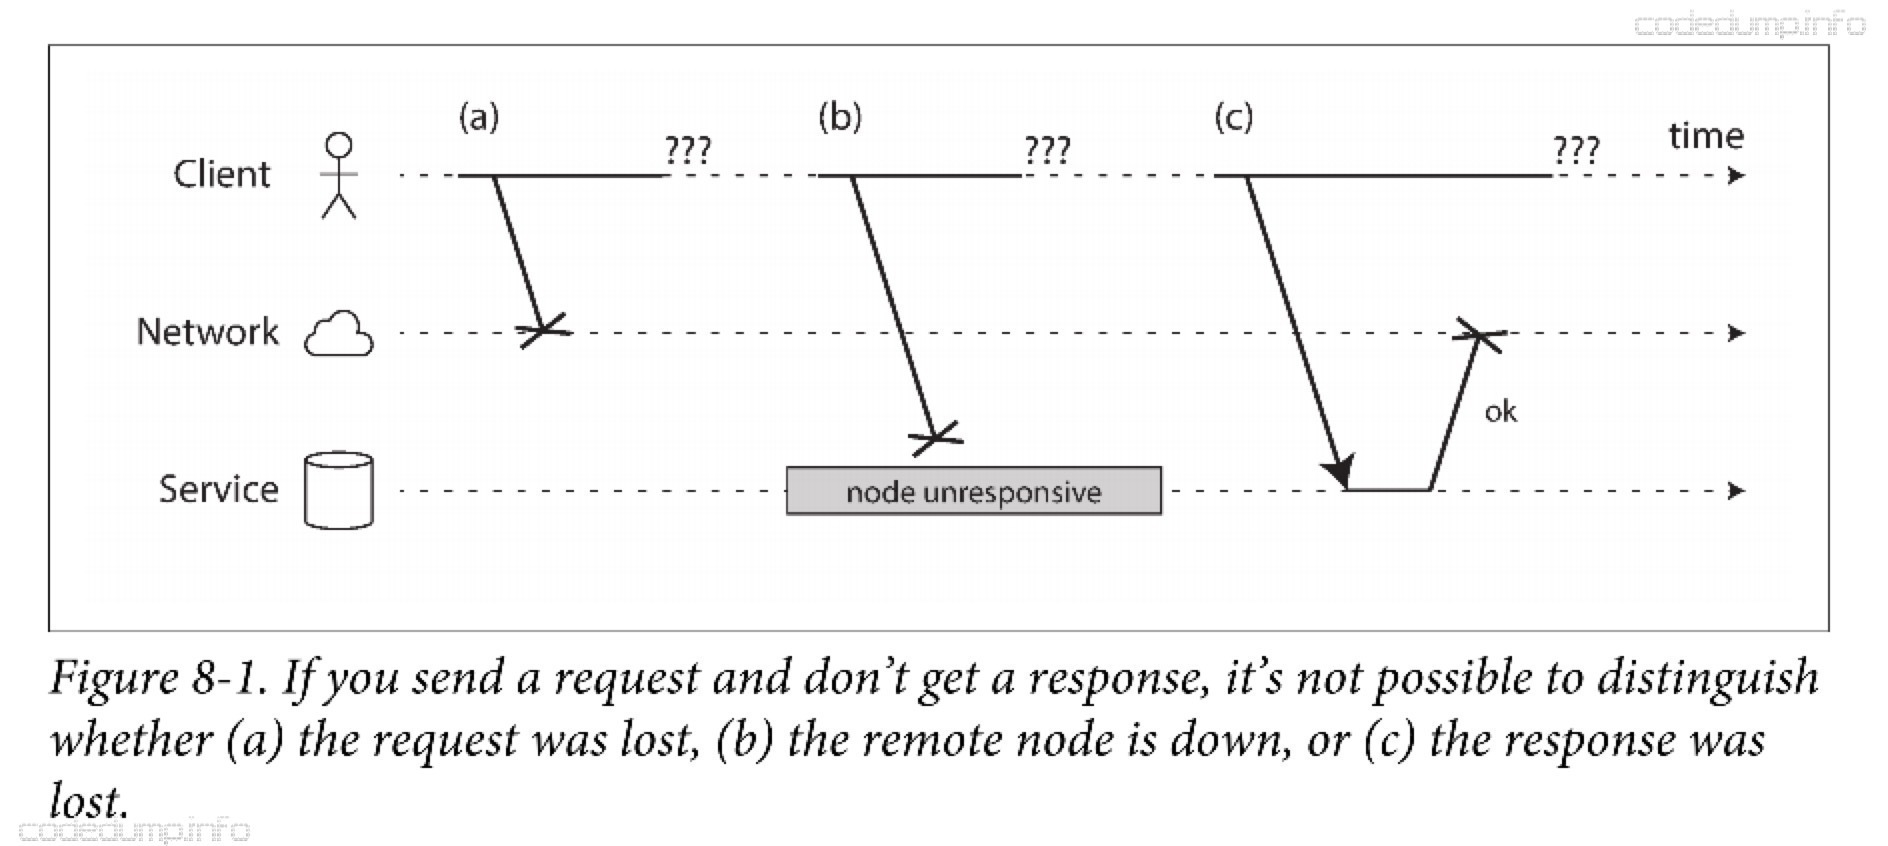 codedump.info
(a)
(b)
(c)
time
???
???
???
Client
Network
ok
Service
node unresponsive
Figure 8-1. If you send a request and don’t get a response, it’s not possible to distinguish
whether (a) the request was lost, (b) the remote node is down, or (c) the response was
lost.
codedump.info